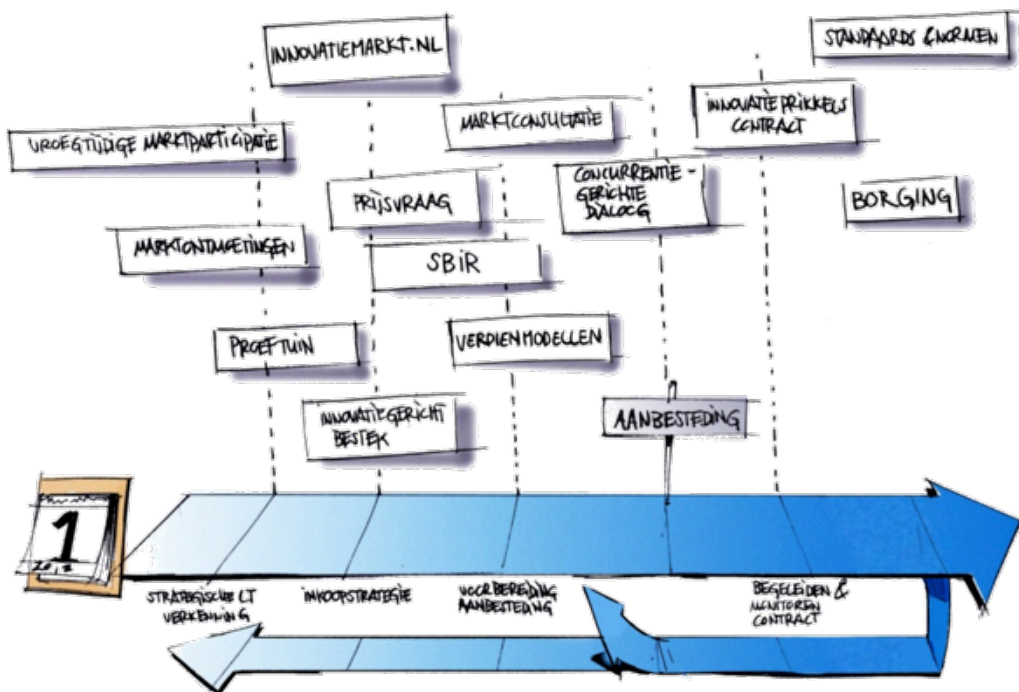 INNOVATIEMARKT.NL
STANDAARDS & NORMEN
MARKTCONSULTATIE
INNOVATIEPRIKKELS
CONTRACT
VROEGTIJDIGE MARKTPARTICIPATIE
PRIJSVRAAG
CONCURRENTIE-
GERICHTE
DIALOOG
BORGING
MARKTONTMOETINGEN
SBiR
PROEFTUIN
VERDIENMODELLEN
INNOVATIEGERICHT
BESTEK
AANBESTEDING
1
STRATEGISCHE LT
VERKENNING
INKOOPSTRATEGIE
VOORBEREIDING
AANBESTEDING
BEGELEIDEN &
MONITOREN
CONTRACT